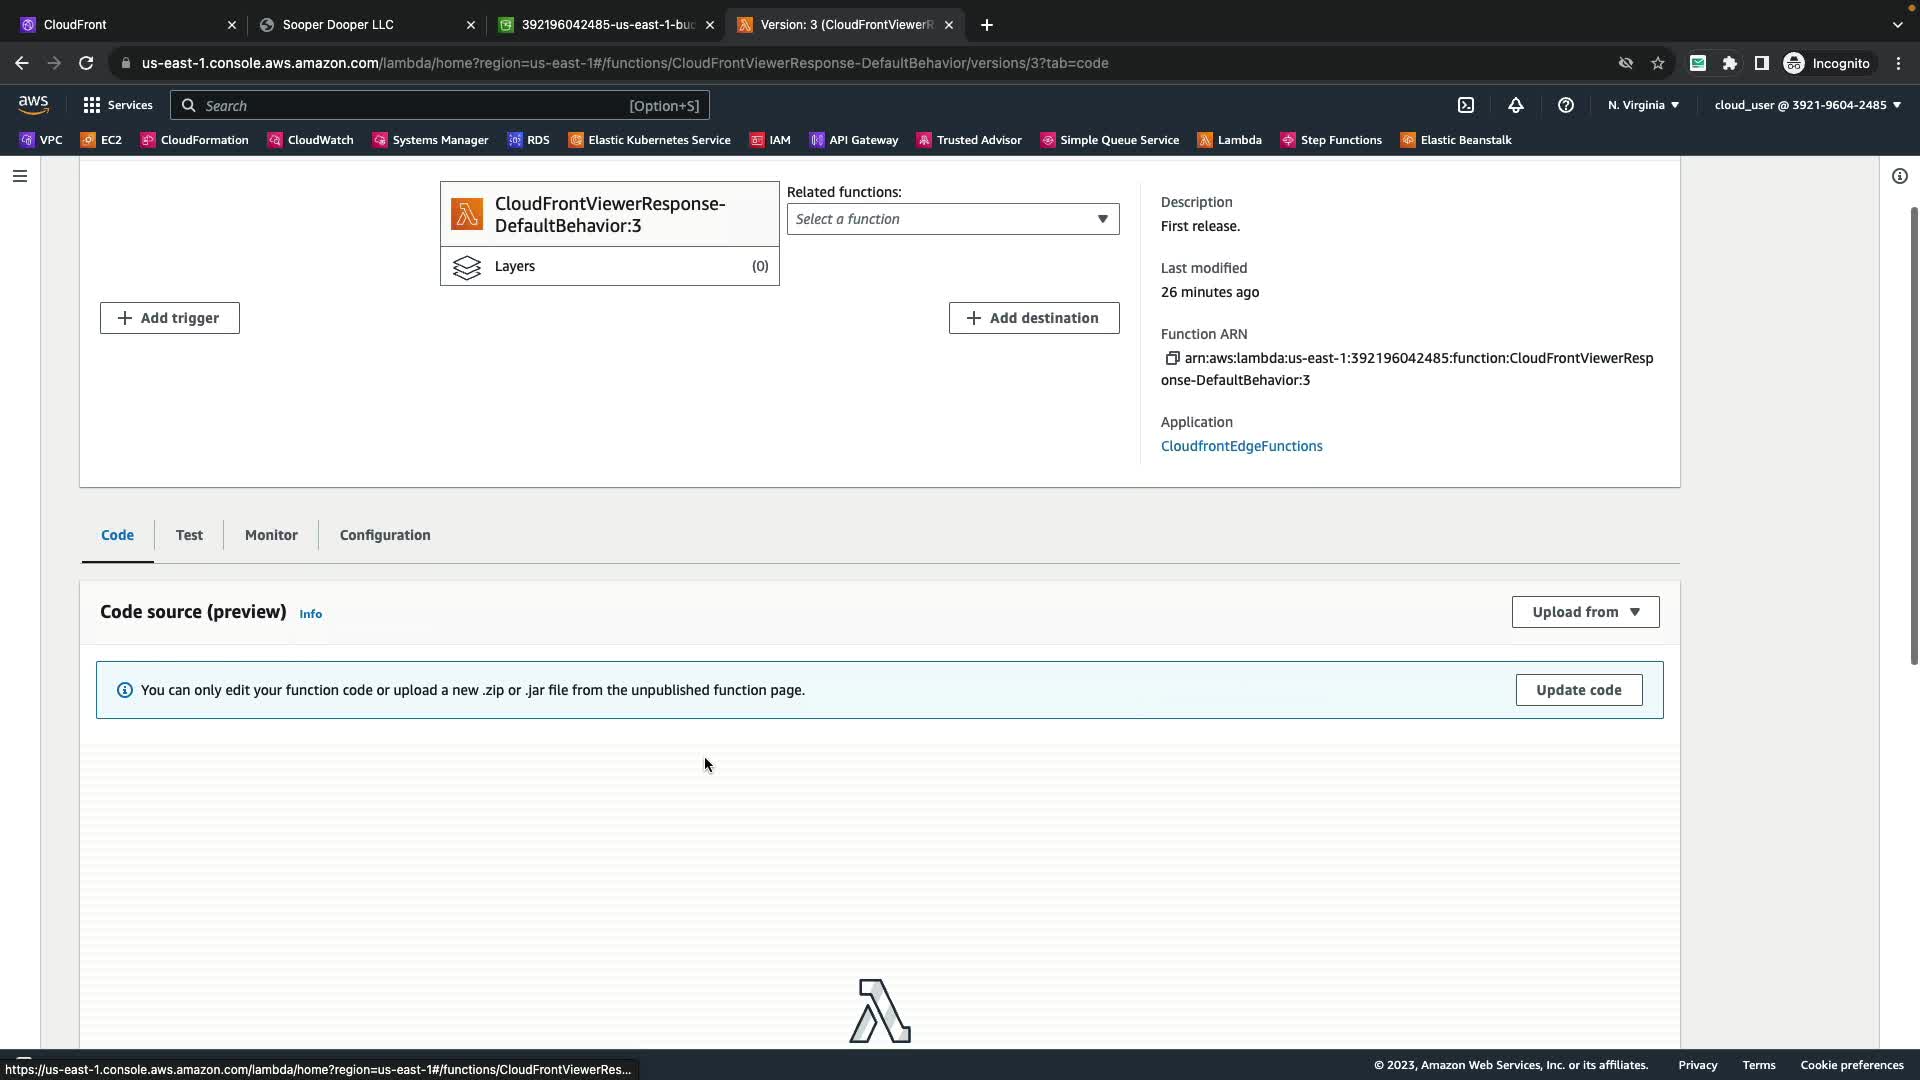 CloudFront
Sooper Dooper LLC
392196042485-us-east-1-buc
Version: 3 (CloudFrontViewerR
us-east-1.console.aws.amazon.com/lambda/home?region=us-east-1#/functions/CloudFrontViewerResponse-DefaultBehavior/versions/3?tab=code
Incognito
aws
Services
Search
[Option+S]
N. Virginia
cloud_user @ 3921-9604-2485
VPC
EC2
CloudFormation
CloudWatch
Systems Manager
RDS
Elastic Kubernetes Service
IAM
API Gateway
Trusted Advisor
Simple Queue Service
Lambda
Step Functions
Elastic Beanstalk
CloudFrontViewerResponse-
DefaultBehavior:3
Layers
(0)
Related functions:
Select a function
+ Add trigger
+ Add destination
Description
First release.
Last modified
26 minutes ago
Function ARN
arn:aws:lambda:us-east-1:392196042485:function:CloudFrontViewerResp
onse-DefaultBehavior:3
Application
CloudfrontEdgeFunctions
Code
Test
Monitor
Configuration
Code source (preview)
Info
Upload from
You can only edit your function code or upload a new .zip or .jar file from the unpublished function page.
Update code
https://us-east-1.console.aws.amazon.com/lambda/home?region=us-east-1#/functions/CloudFrontViewerRes...
© 2023, Amazon Web Services, Inc. or its affiliates.
Privacy
Terms
Cookie preferences